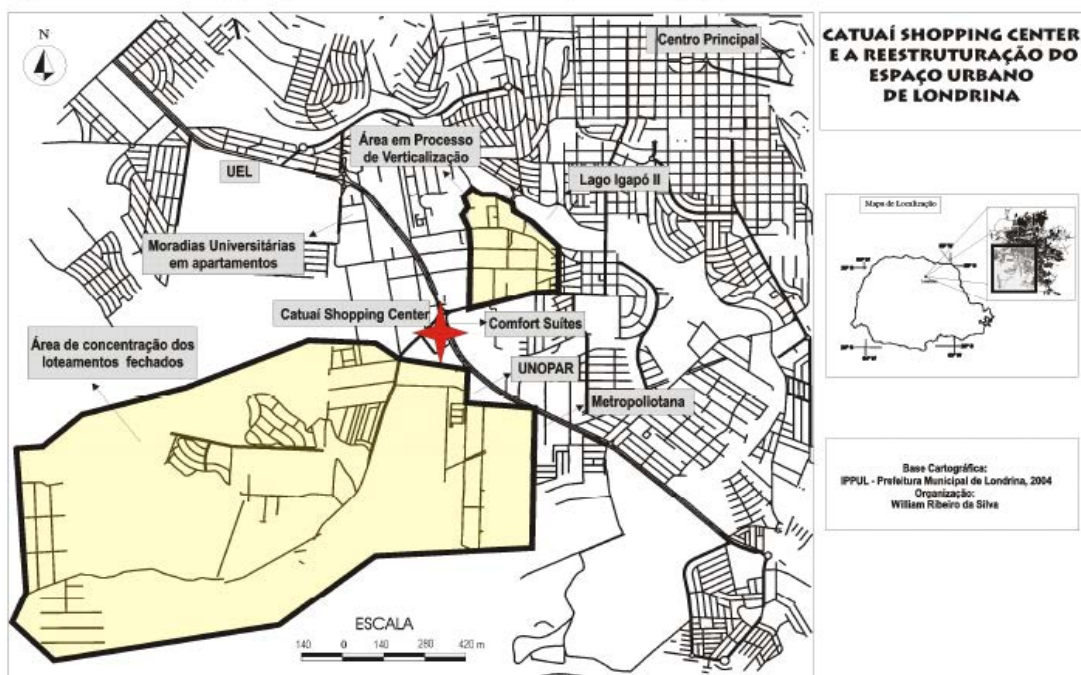 CATUAÍ SHOPPING CENTER
E A REESTRUTURAÇÃO DO
ESPAÇO URBANO
DE LONDRINA
N
Centro Principal
Área em Processo
de Verticalização
UEL
Lago Igapó II
Moradias Universitárias
em apartamentos
Catuaí Shopping Center
Comfort Suítes
Área de concentração dos
loteamentos fechados
UNOPAR
Metropoliotana
ESCALA
140 0 140 280 420 m
Mapa de Localização
Base Cartográfica:
IPPUL - Prefeitura Municipal de Londrina, 2004
Organização:
William Ribeiro da Silva